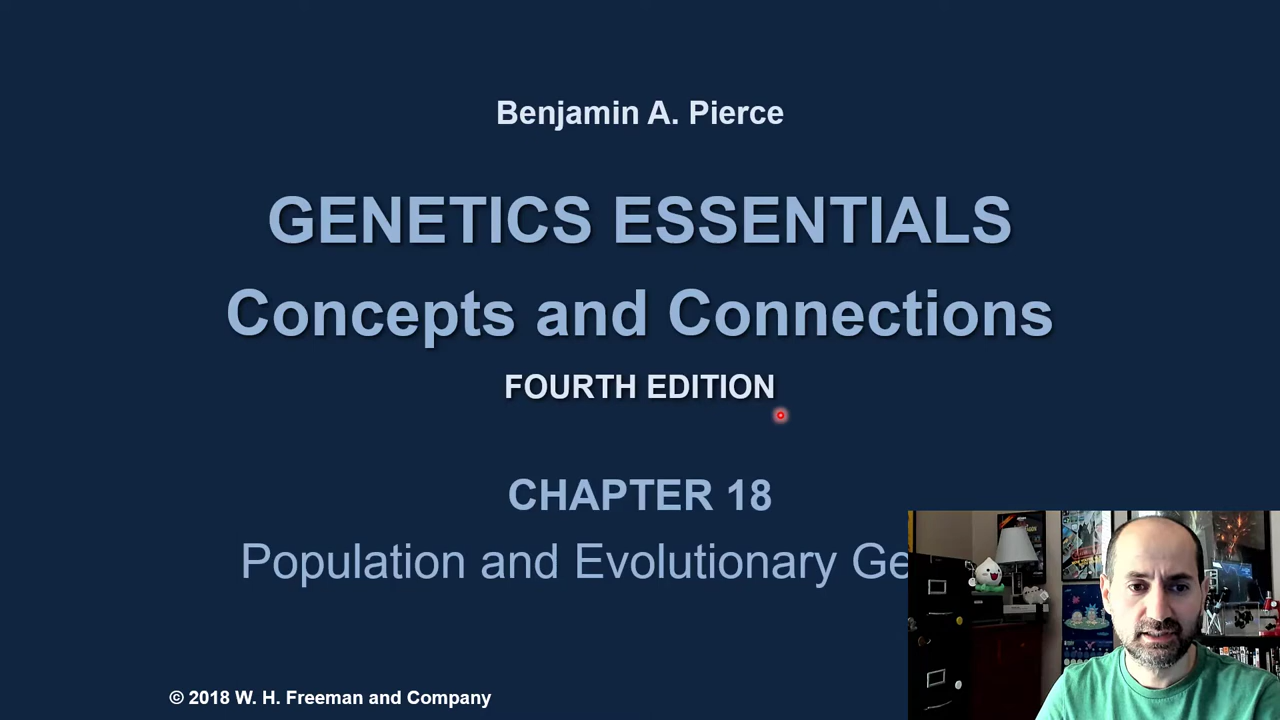 Benjamin A. Pierce
GENETICS ESSENTIALS
Concepts and Connections
FOURTH EDITION
CHAPTER 18
Population and Evolutionary Ge
© 2018 W. H. Freeman and Company